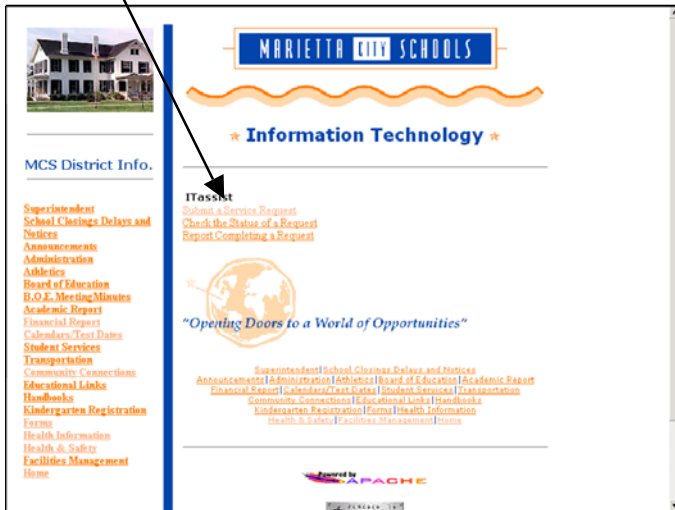 MARIETTA CITY SCHOOLS
Information Technology
MCS District Info.
Superintendent
School Closings Delays and
Notices
Announcements
Administration
Athletics
Board of Education
B.O.E. MeetingMinutes
Academic Report
Financial Report
Calendars/Test Dates
Student Services
Transportation
Community Connections
Educational Links
Handbooks
Kindergarten Registration
Forms
Health Information
Health & Safety
Facilities Management
Home
ITassist
Submit a Service Request
Check the Status of a Request
Report Completing a Request
"Opening Doors to a World of Opportunities"
Superintendent|School Closings Delays and Notices
Announcements|Administration|Athletics|Board of Education|Academic Report
Financial Report|Calendars/Test Dates|Student Services|Transportation
Community Connections|Educational Links|Handbooks
Kindergarten Registration|Forms|Health Information
Health & Safety|Facilities Management|Home
Powered by
APACHE